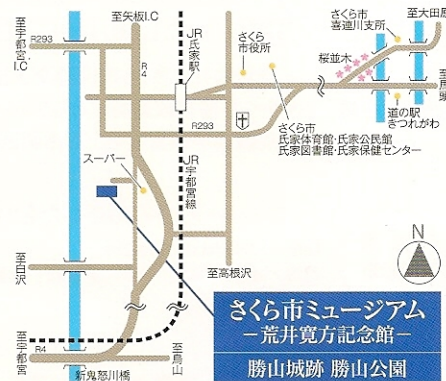 至矢板I.C
さくら市
喜連川支所
至大田原
至宇都宮I.C
R293
R4
JR氏家駅
さくら
市役所
桜並木
至馬頭
道の駅
きつれがわ
R293
さくら市
氏家体育館・氏家公民館
氏家図書館・氏家保健センター
スーパー
JR宇都宮線
至白沢
至高根沢
N
至宇都宮
R4
新鬼怒川橋
至烏山
さくら市ミュージアム
−荒井寛方記念館−
勝山城跡 勝山公園